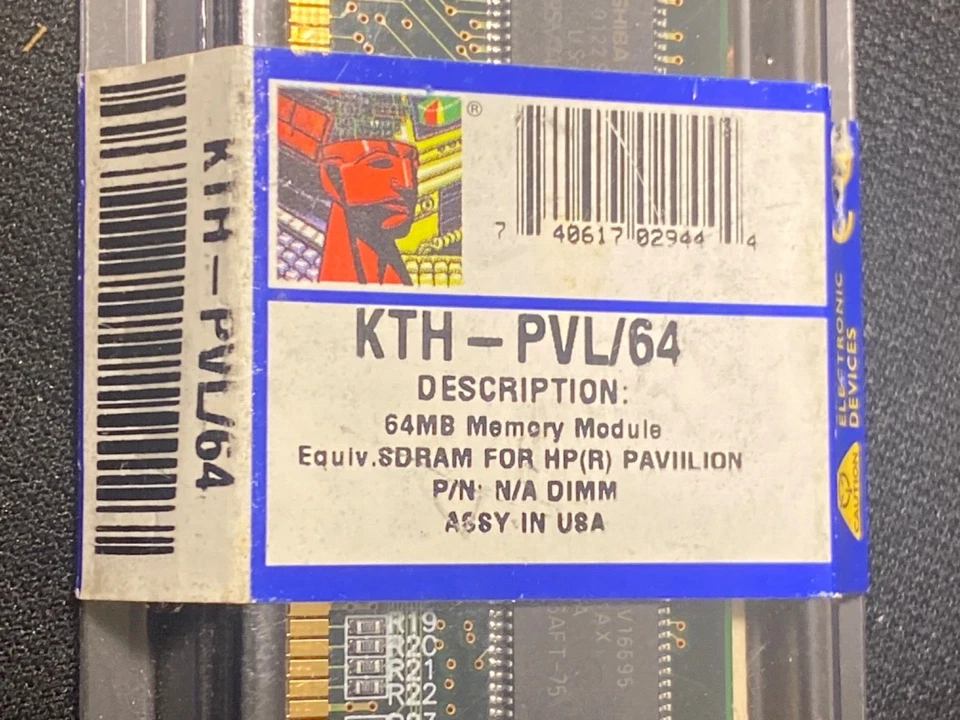 KTH-PVL/64
®
7 40617 02944 4
KTH-PVL/64
DESCRIPTION:
64MB Memory Module
Equiv.SDRAM FOR HP(R) PAVIILION
P/N: N/A DIMM
ASSY IN USA
ELECTRONIC
DEVICES
CAUTION
R19
R20
R21
R22